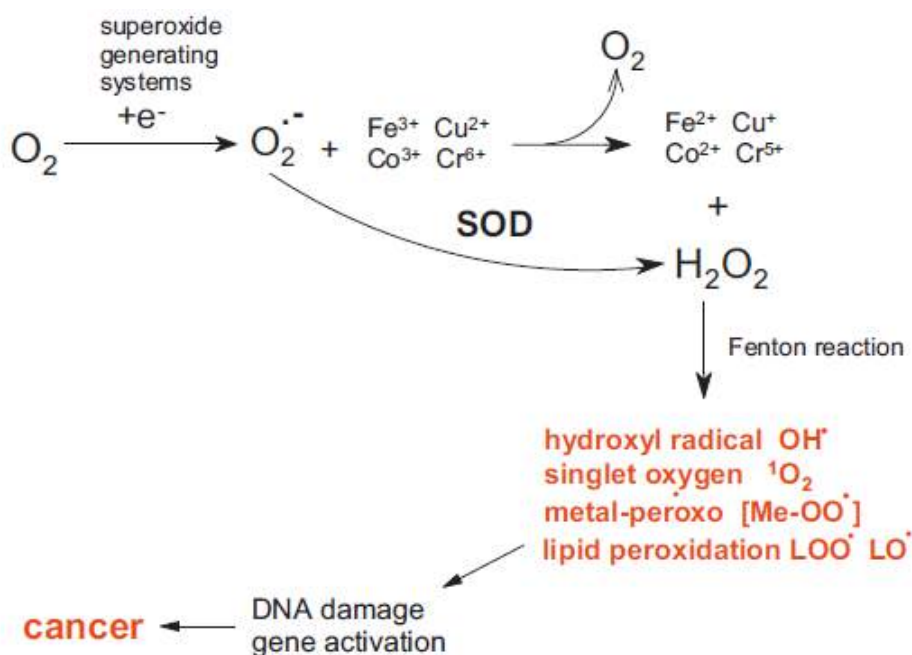 superoxide
generating
systems
+e⁻
O₂
O₂˙⁻ + Fe³⁺ Cu²⁺
Co³⁺ Cr⁶⁺
O₂
Fe²⁺ Cu⁺
Co²⁺ Cr⁵⁺
+
SOD
H₂O₂
Fenton reaction
hydroxyl radical OH˙
singlet oxygen ¹O₂
metal-peroxo [Me-OO˙]
lipid peroxidation LOO˙ LO˙
DNA damage
gene activation
cancer